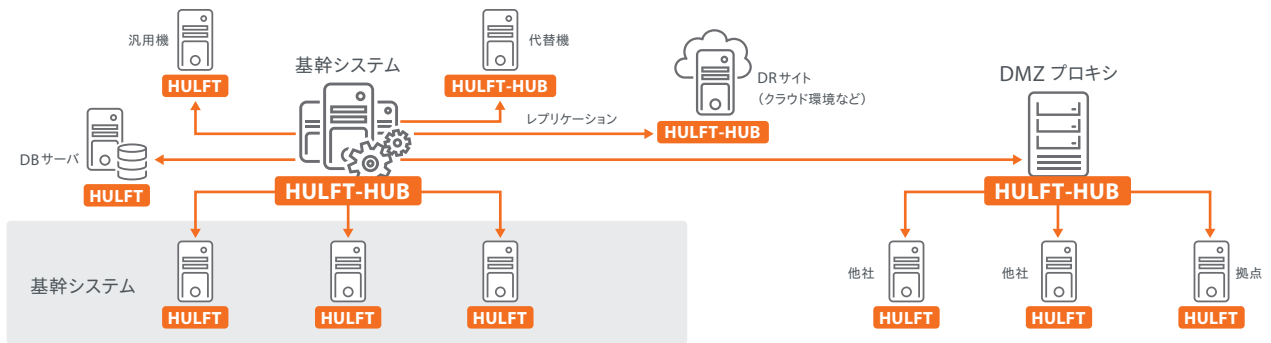 汎用機
HULFT
基幹システム
代替機
HULFT-HUB
DRサイト
（クラウド環境など）
HULFT-HUB
レプリケーション
DMZ プロキシ
DBサーバ
HULFT
HULFT-HUB
HULFT-HUB
基幹システム
HULFT
HULFT
HULFT
他社
HULFT
他社
HULFT
拠点
HULFT